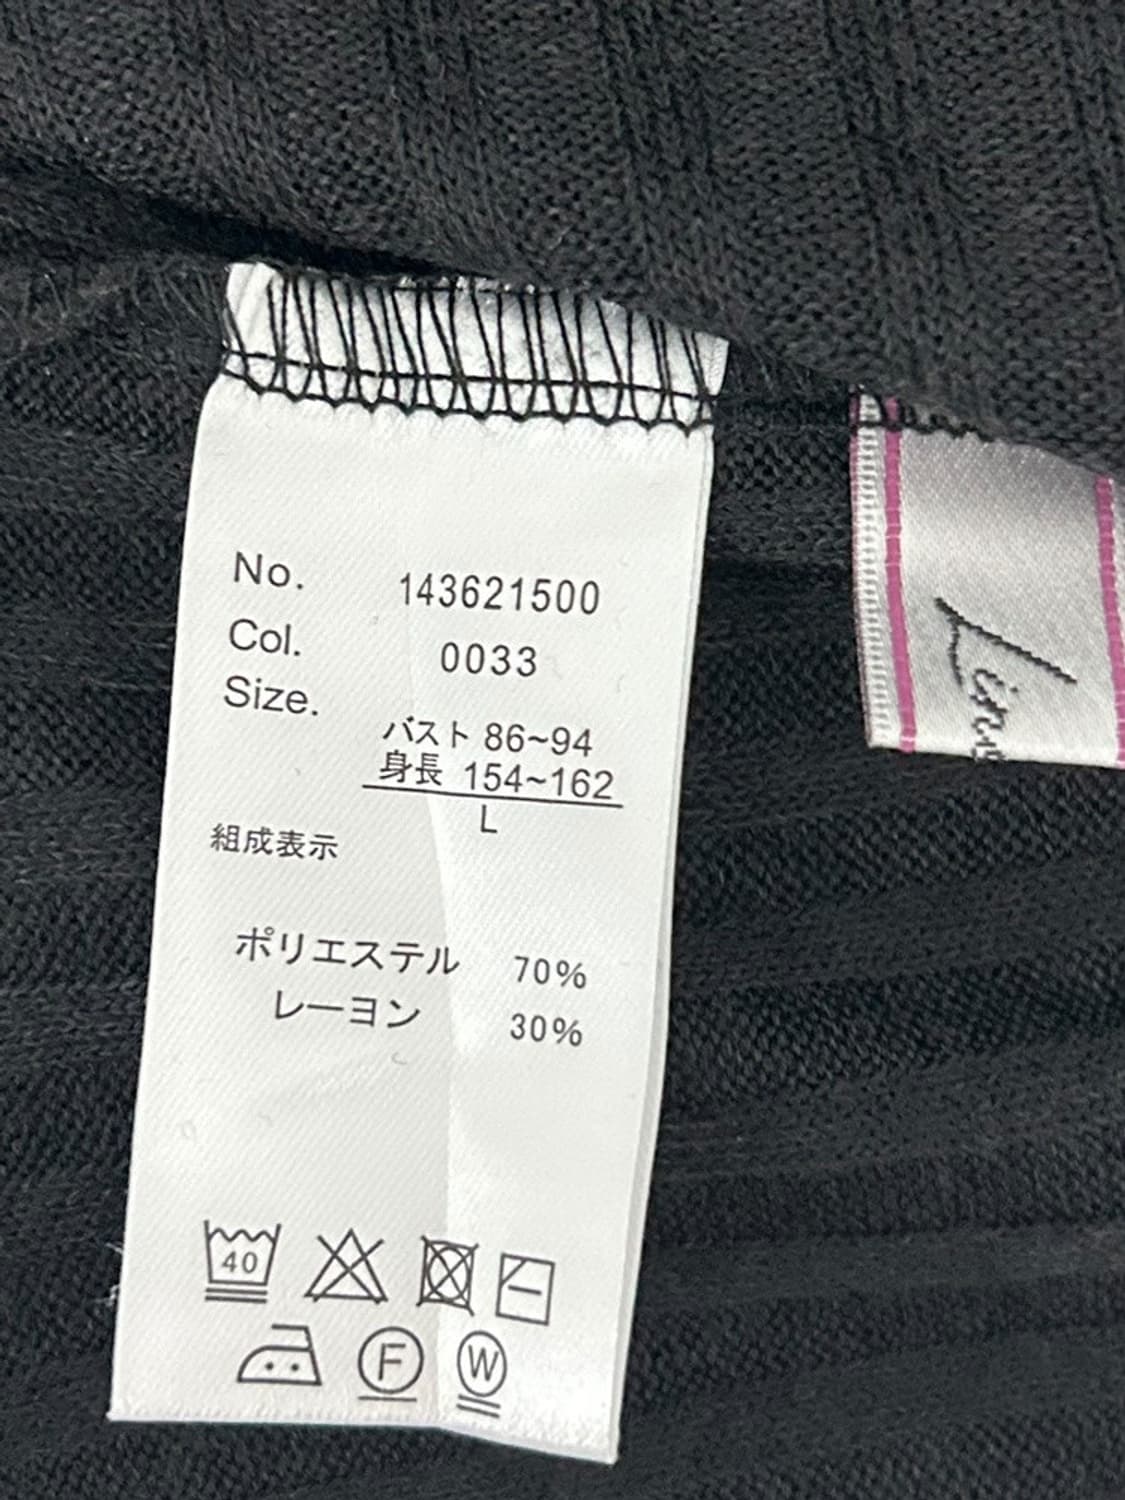 No. 143621500
Col. 0033
Size.
バスト 86~94
身長 154~162
L
組成表示
ポリエステル 70%
レーヨン 30%
40
F
W